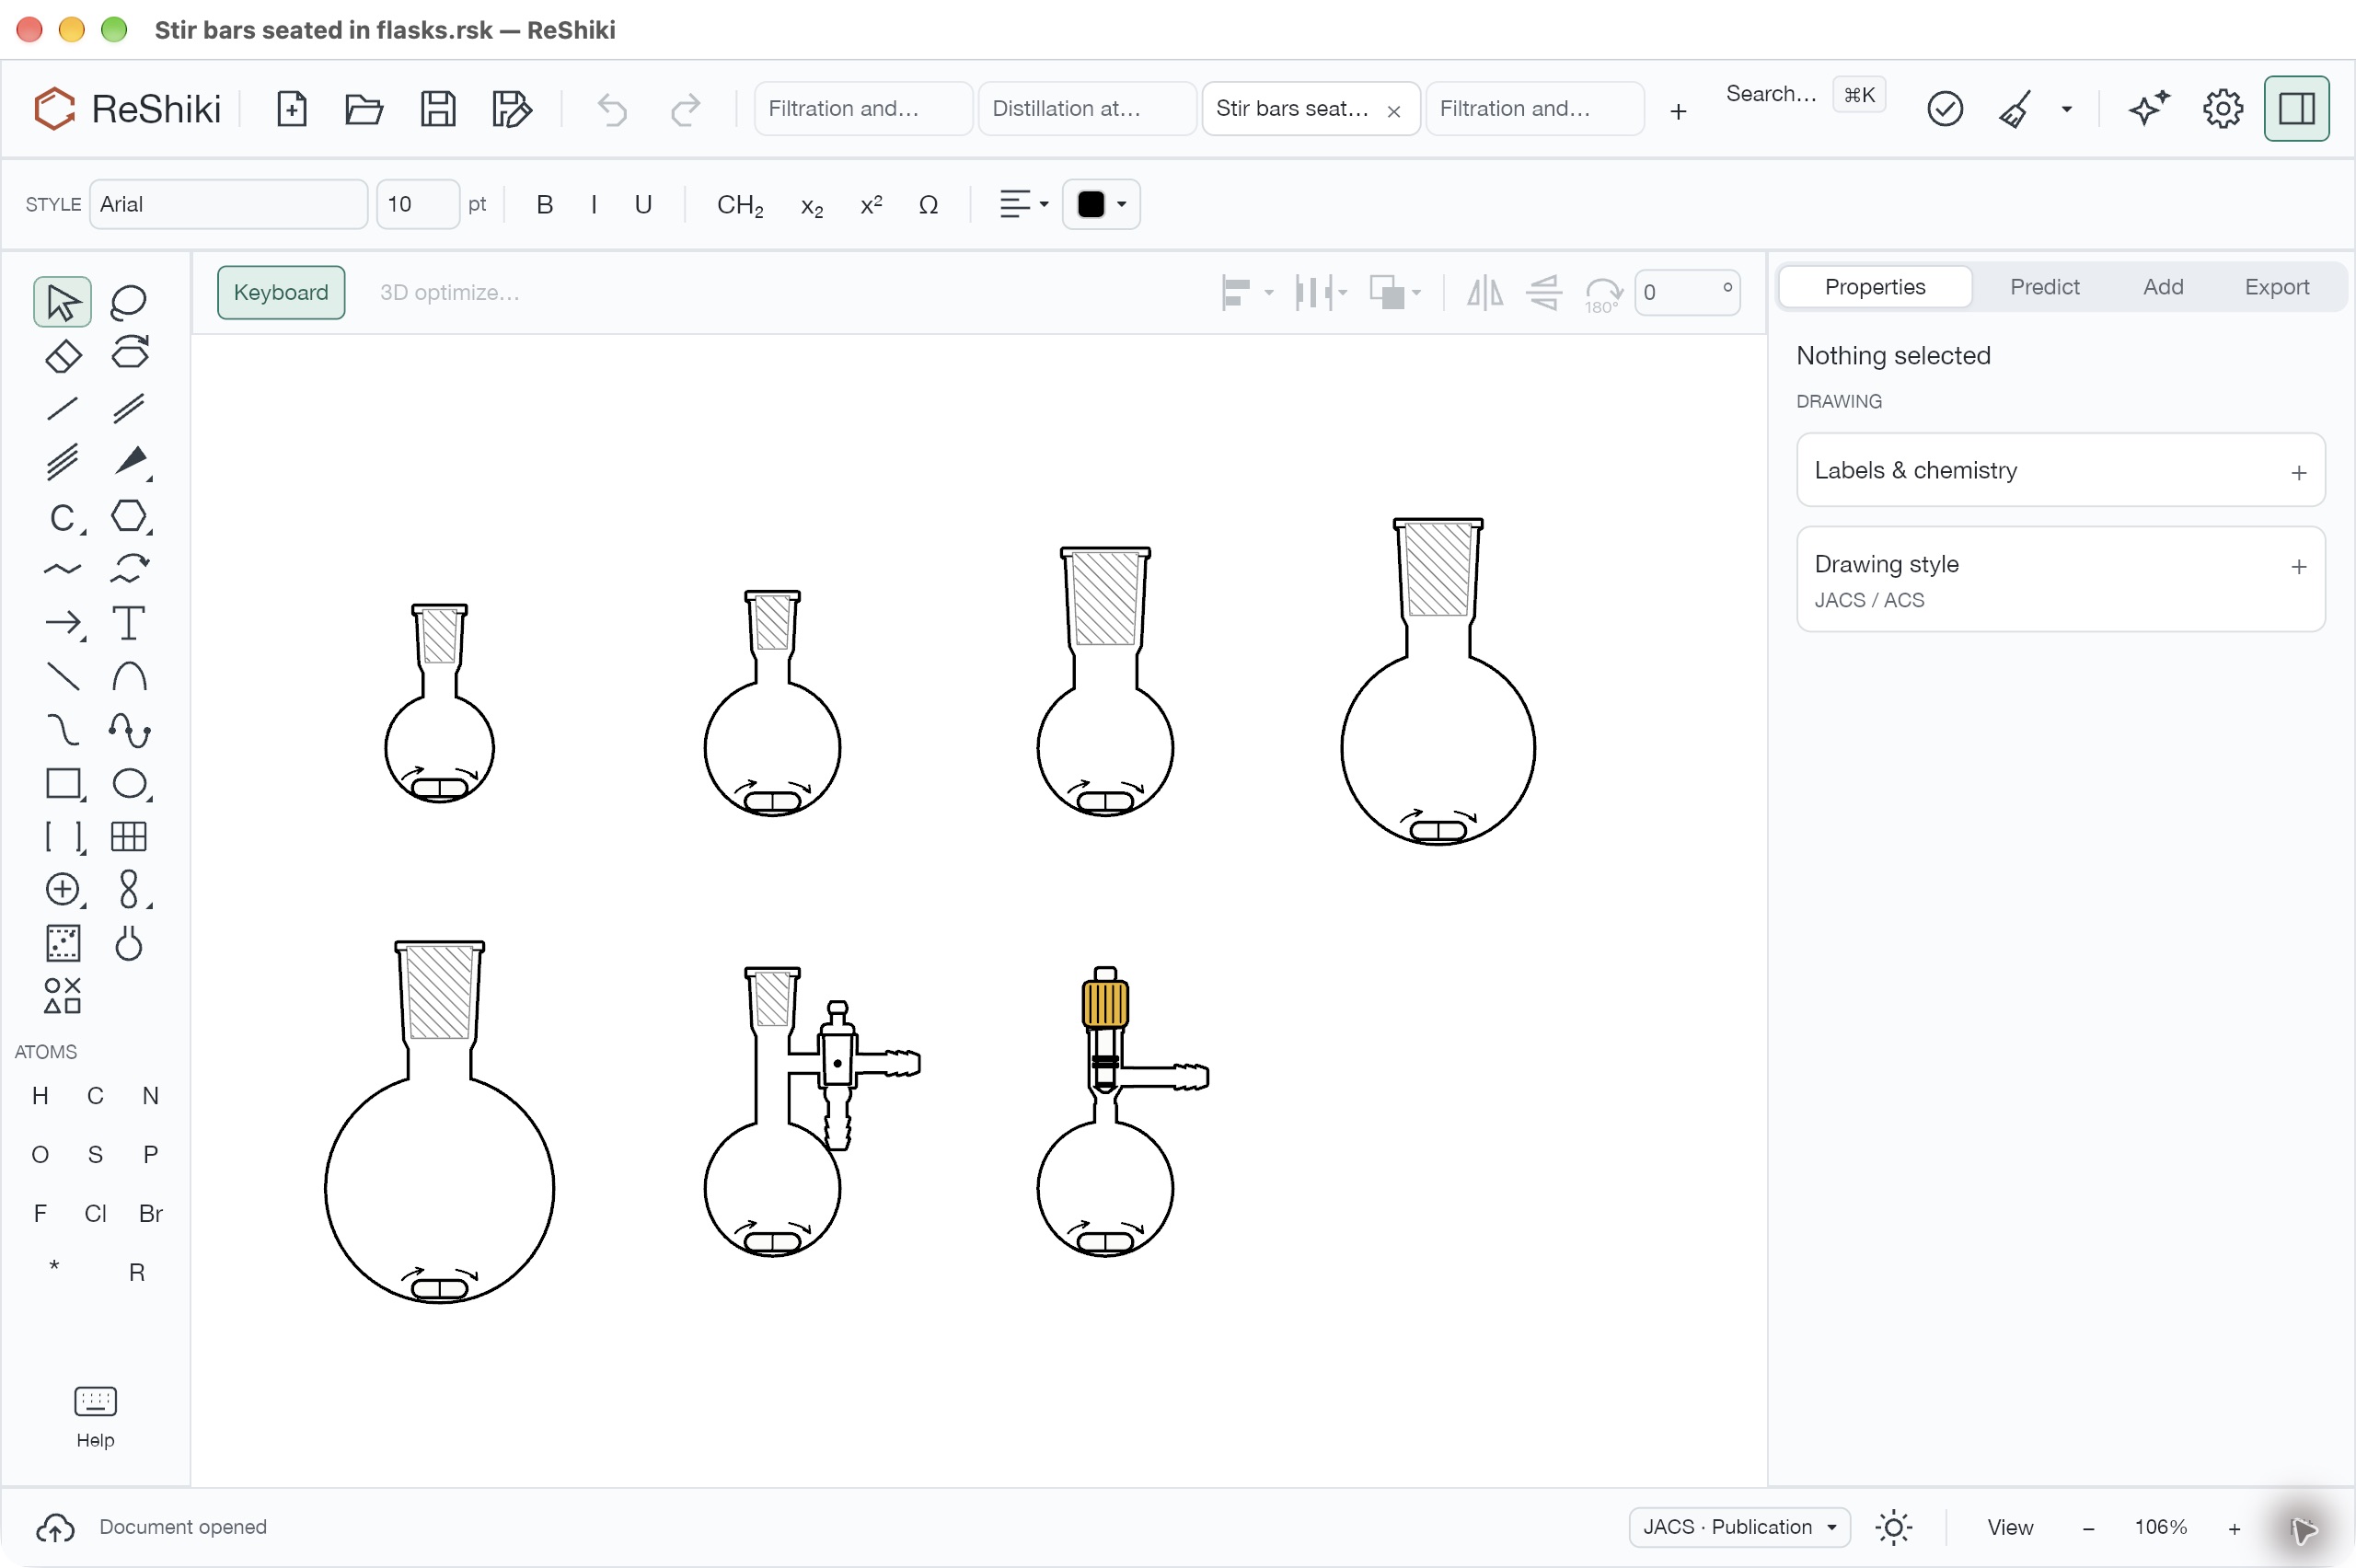 Stir bars seated in flasks.rsk — ReShiki
ReShiki
Filtration and...
Distillation at...
Stir bars seat... ×
Filtration and...
+
Search...
⌘K
STYLE
Arial
10
pt
B
I
U
CH₂
x₂
x²
Ω
Keyboard
3D optimize...
180°
0 °
Properties
Predict
Add
Export
Nothing selected
DRAWING
Labels & chemistry +
Drawing style +
JACS / ACS
C
T
[ ]
ATOMS
H C N
O S P
F Cl Br
* R
Help
Document opened
JACS · Publication
View
− 106% +